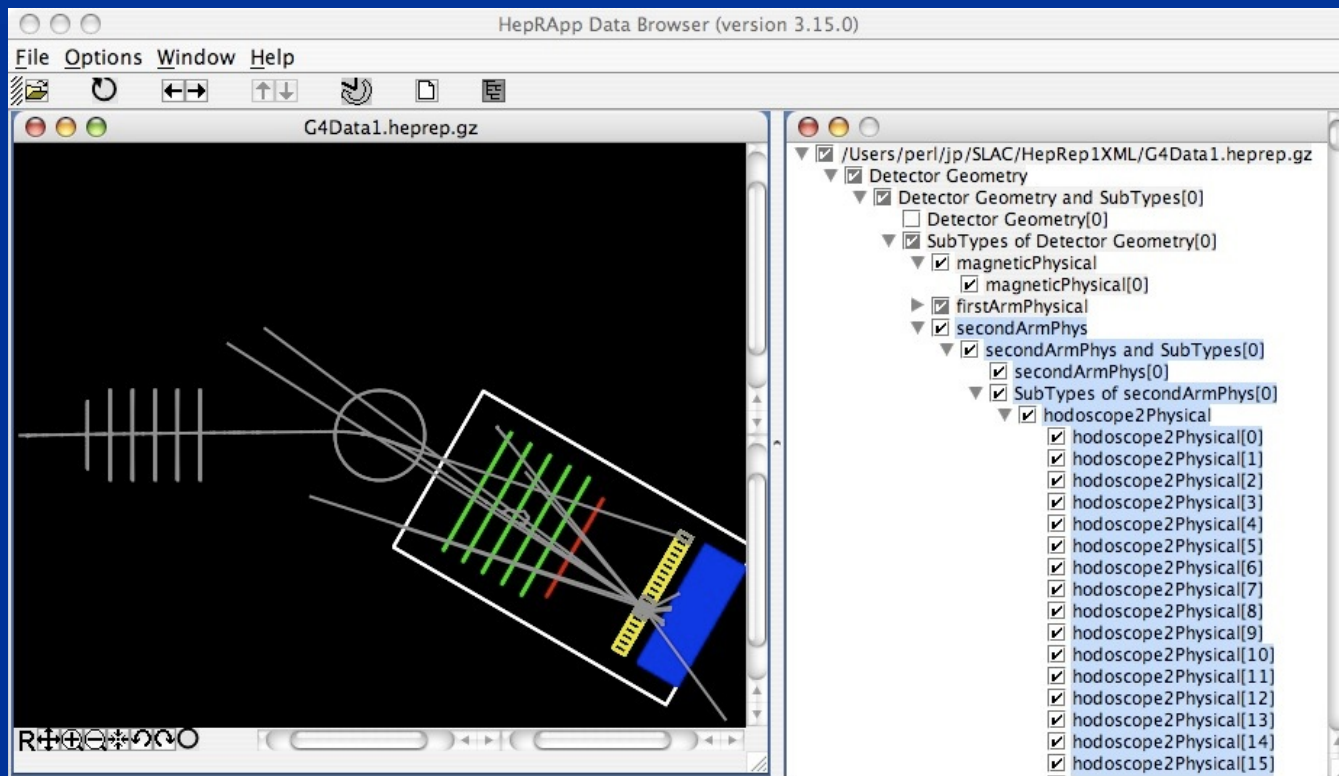 HepRApp Data Browser (version 3.15.0)
File Options Window Help
G4Data1.heprep.gz
R
/Users/perl/jp/SLAC/HepRep1XML/G4Data1.heprep.gz
Detector Geometry
Detector Geometry and SubTypes[0]
Detector Geometry[0]
SubTypes of Detector Geometry[0]
magneticPhysical
magneticPhysical[0]
firstArmPhysical
secondArmPhys
secondArmPhys and SubTypes[0]
secondArmPhys[0]
SubTypes of secondArmPhys[0]
hodoscope2Physical
hodoscope2Physical[0]
hodoscope2Physical[1]
hodoscope2Physical[2]
hodoscope2Physical[3]
hodoscope2Physical[4]
hodoscope2Physical[5]
hodoscope2Physical[6]
hodoscope2Physical[7]
hodoscope2Physical[8]
hodoscope2Physical[9]
hodoscope2Physical[10]
hodoscope2Physical[11]
hodoscope2Physical[12]
hodoscope2Physical[13]
hodoscope2Physical[14]
hodoscope2Physical[15]